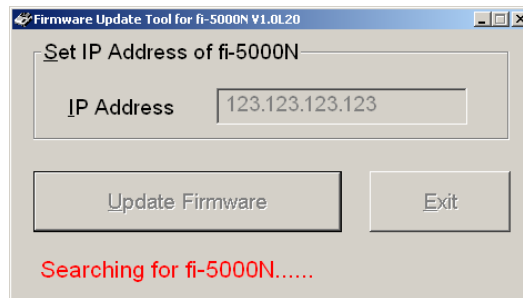 Firmware Update Tool for fi-5000N V1.0L20
Set IP Address of fi-5000N
IP Address 123.123.123.123
Update Firmware Exit
Searching for fi-5000N......